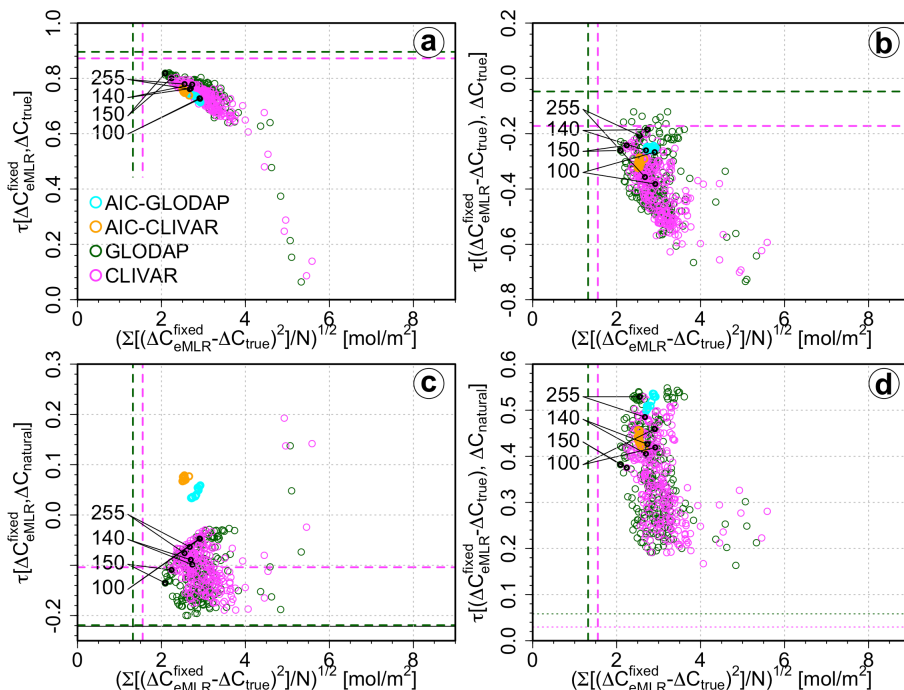 a
τ[ΔC^fixed_eMLR, ΔC_true]
1.0
0.8
0.6
0.4
0.2
0.0
255
140
150
100
AIC-GLODAP
AIC-CLIVAR
GLODAP
CLIVAR
0 2 4 6 8
(Σ[(ΔC^fixed_eMLR-ΔC_true)^2]/N)^1/2 [mol/m^2]
b
τ[(ΔC^fixed_eMLR-ΔC_true), ΔC_true]
0.2
0.0
-0.2
-0.4
-0.6
-0.8
255
140
150
100
0 2 4 6 8
(Σ[(ΔC^fixed_eMLR-ΔC_true)^2]/N)^1/2 [mol/m^2]
c
τ[ΔC^fixed_eMLR, ΔC_natural]
0.3
0.2
0.1
0.0
-0.2
255
140
150
100
0 2 4 6 8
(Σ[(ΔC^fixed_eMLR-ΔC_true)^2]/N)^1/2 [mol/m^2]
d
τ[(ΔC^fixed_eMLR-ΔC_true), ΔC_natural]
0.6
0.5
0.4
0.3
0.2
0.1
0.0
255
140
150
100
0 2 4 6 8
(Σ[(ΔC^fixed_eMLR-ΔC_true)^2]/N)^1/2 [mol/m^2]